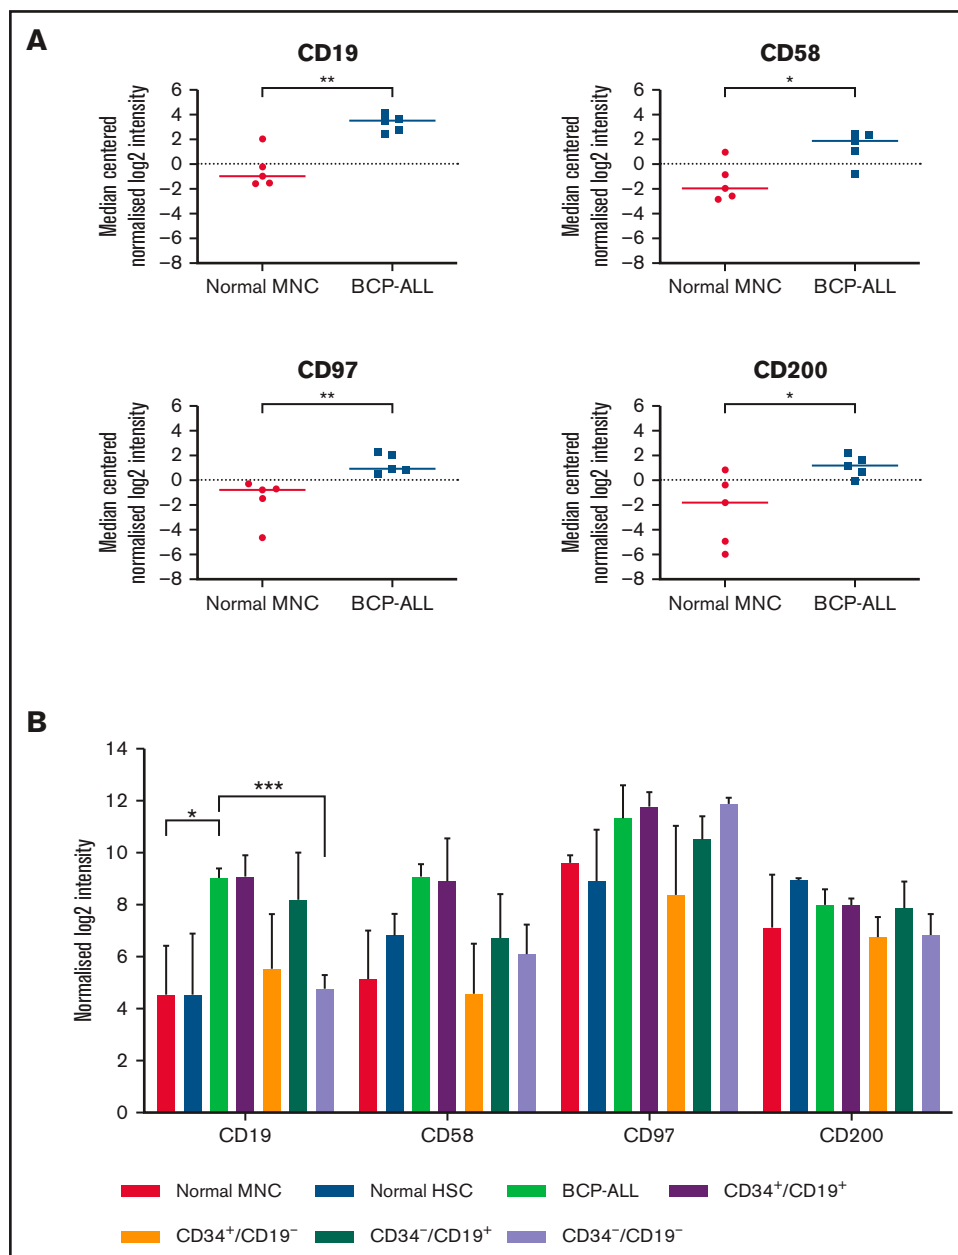 A
CD19
**
Median centered
normalised log2 intensity
6
4
2
0
−2
−4
−6
−8
Normal MNC
BCP-ALL
CD58
*
Median centered
normalised log2 intensity
6
4
2
0
−2
−4
−6
−8
Normal MNC
BCP-ALL
CD97
**
Median centered
normalised log2 intensity
6
4
2
0
−2
−4
−6
−8
Normal MNC
BCP-ALL
CD200
*
Median centered
normalised log2 intensity
6
4
2
0
−2
−4
−6
−8
Normal MNC
BCP-ALL
B
Normalised log2 intensity
14
12
10
8
6
4
2
0
*
***
CD19
CD58
CD97
CD200
Normal MNC
Normal HSC
BCP-ALL
CD34⁺/CD19⁺
CD34⁺/CD19⁻
CD34⁻/CD19⁺
CD34⁻/CD19⁻